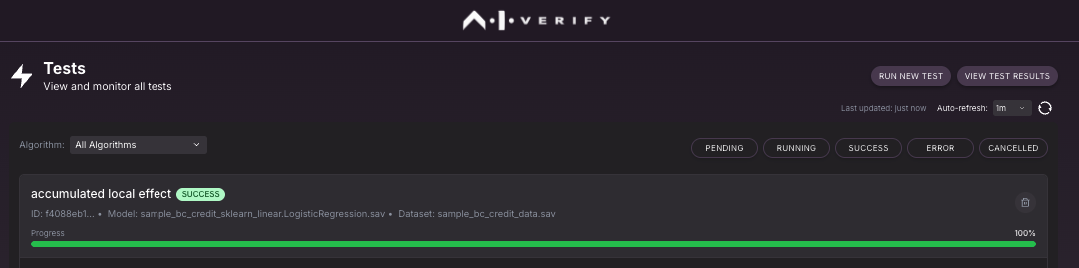 A·I·VERIFY
Tests
View and monitor all tests
RUN NEW TEST VIEW TEST RESULTS
Last updated: just now Auto-refresh: 1m
Algorithm: All Algorithms
PENDING RUNNING SUCCESS ERROR CANCELLED
accumulated local effect SUCCESS
ID: f4088eb1... • Model: sample_bc_credit_sklearn_linear.LogisticRegression.sav • Dataset: sample_bc_credit_data.sav
Progress 100%